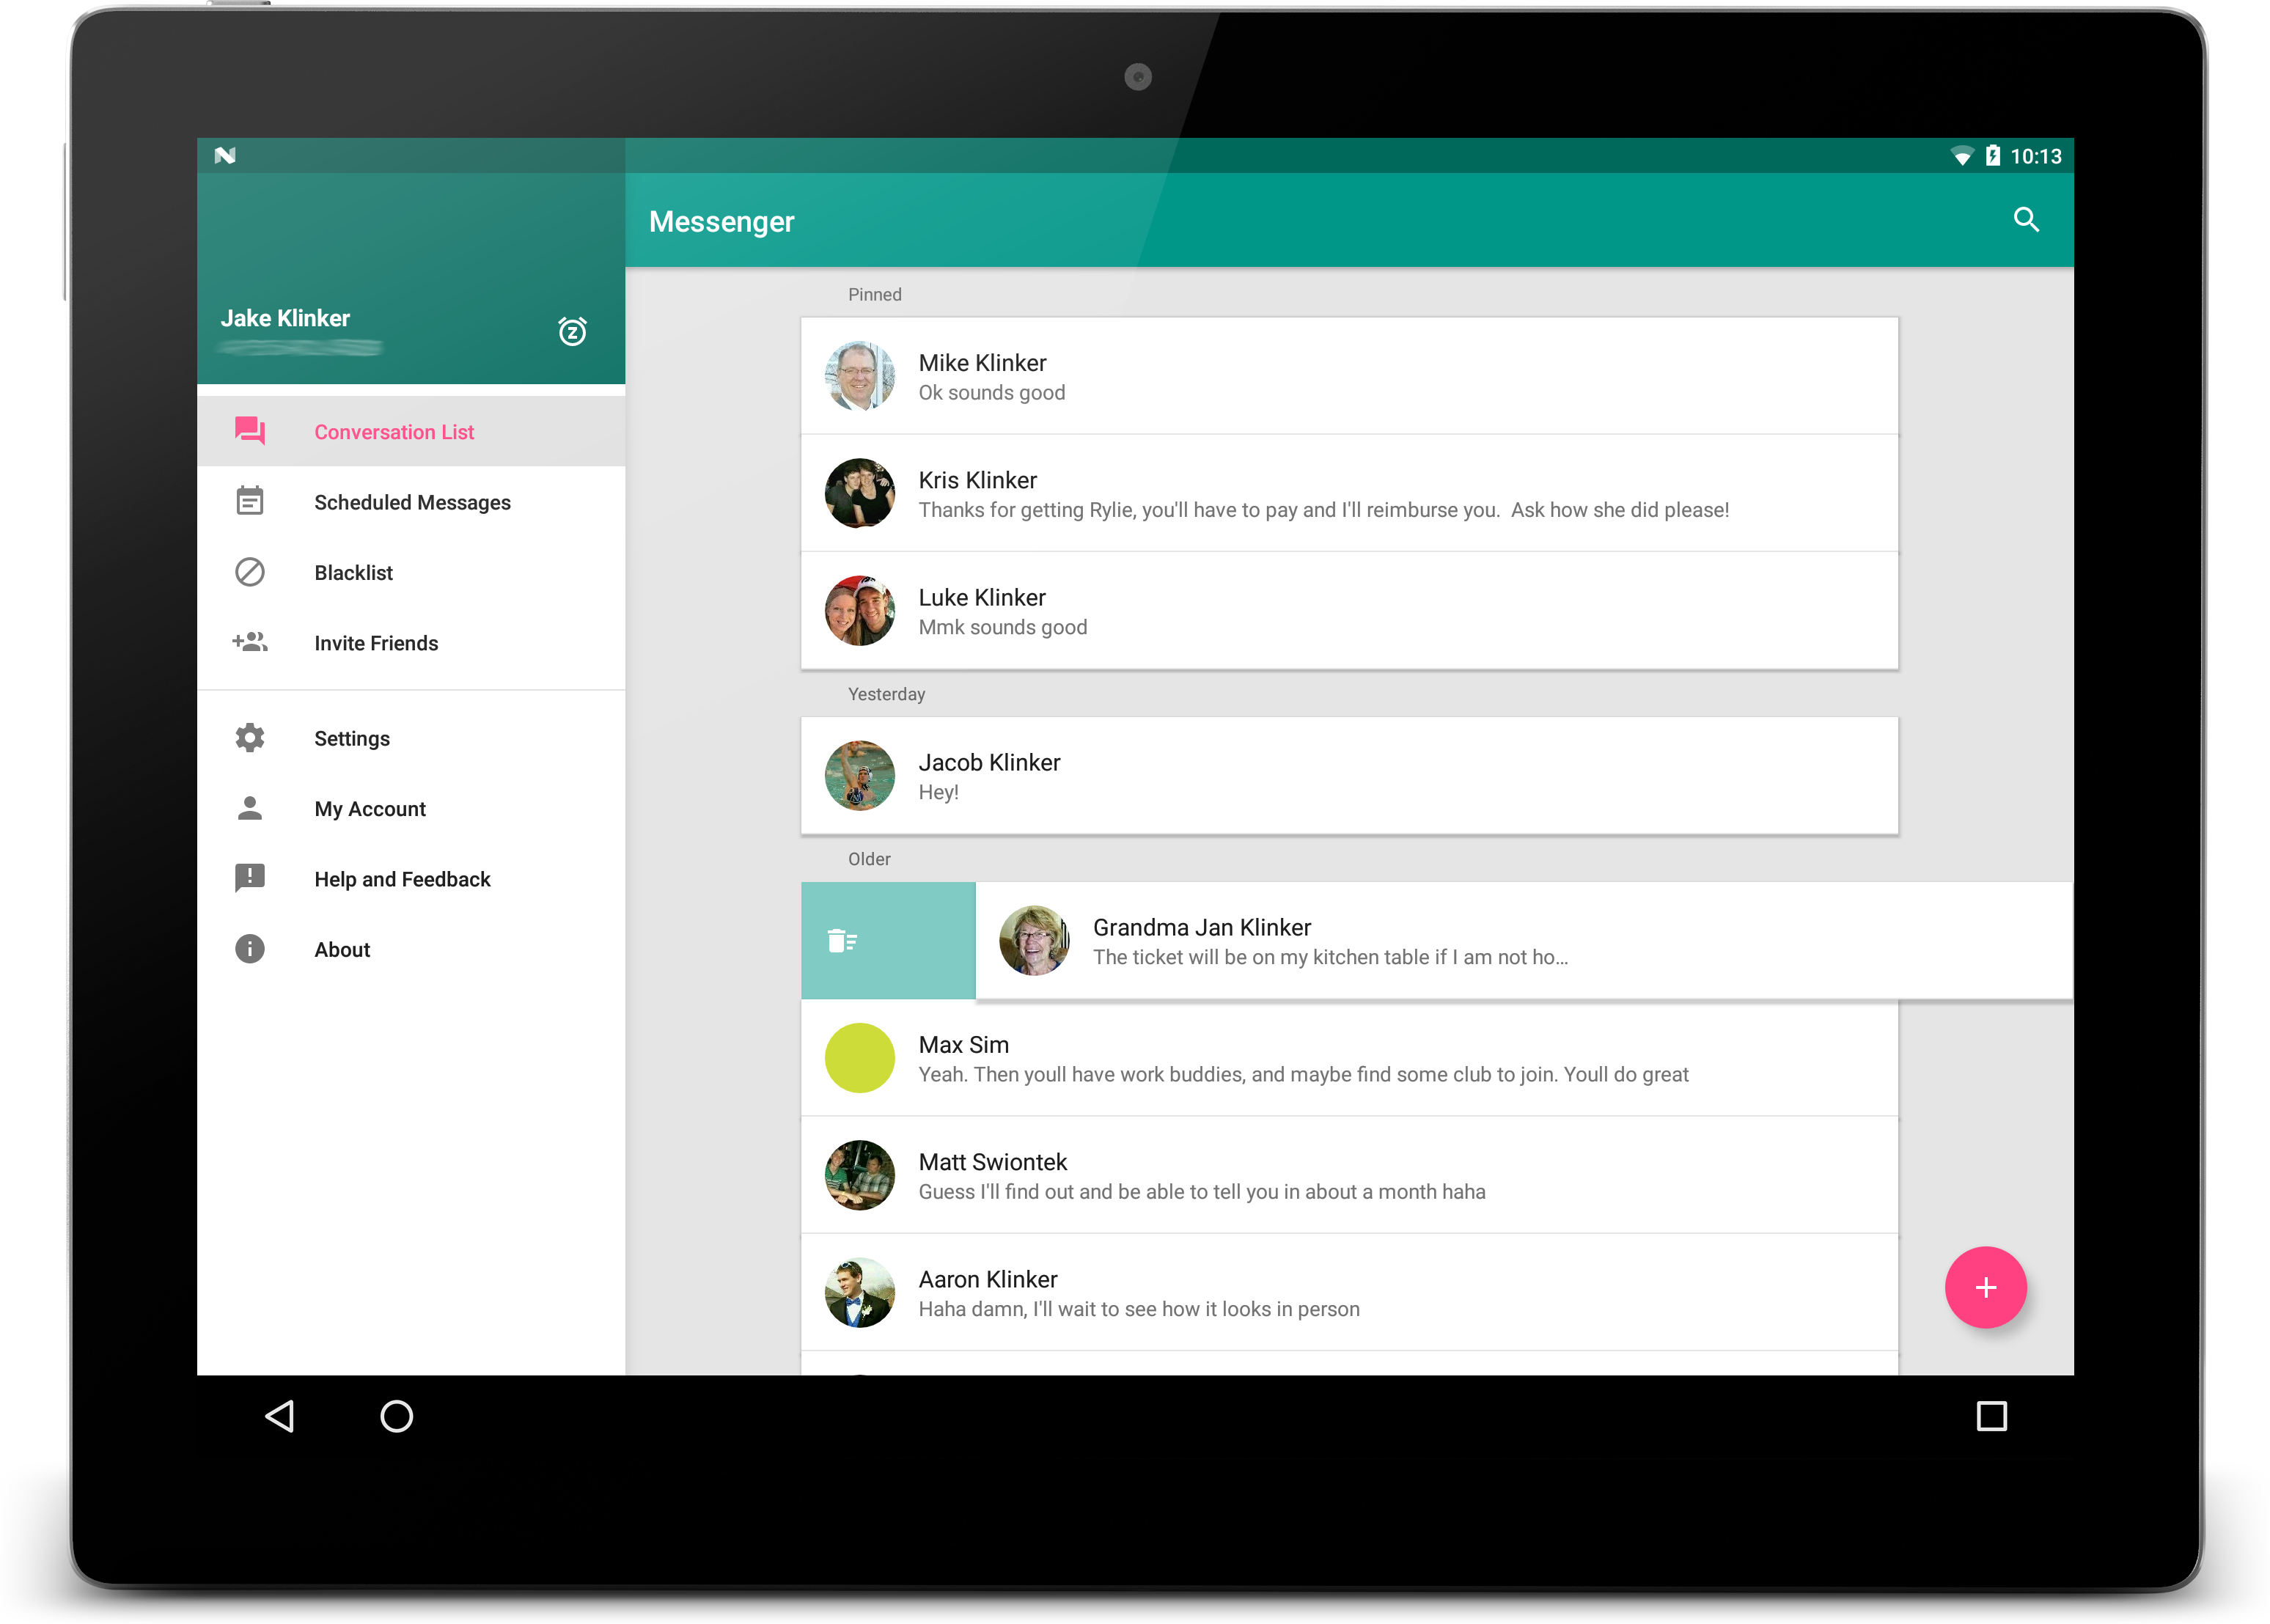 10:13
Messenger
Jake Klinker
Conversation List
Scheduled Messages
Blacklist
Invite Friends
Settings
My Account
Help and Feedback
About
Pinned
Mike Klinker
Ok sounds good
Kris Klinker
Thanks for getting Rylie, you'll have to pay and I'll reimburse you.  Ask how she did please!
Luke Klinker
Mmk sounds good
Yesterday
Jacob Klinker
Hey!
Older
Grandma Jan Klinker
The ticket will be on my kitchen table if I am not ho…
Max Sim
Yeah. Then youll have work buddies, and maybe find some club to join. Youll do great
Matt Swiontek
Guess I'll find out and be able to tell you in about a month haha
Aaron Klinker
Haha damn, I'll wait to see how it looks in person